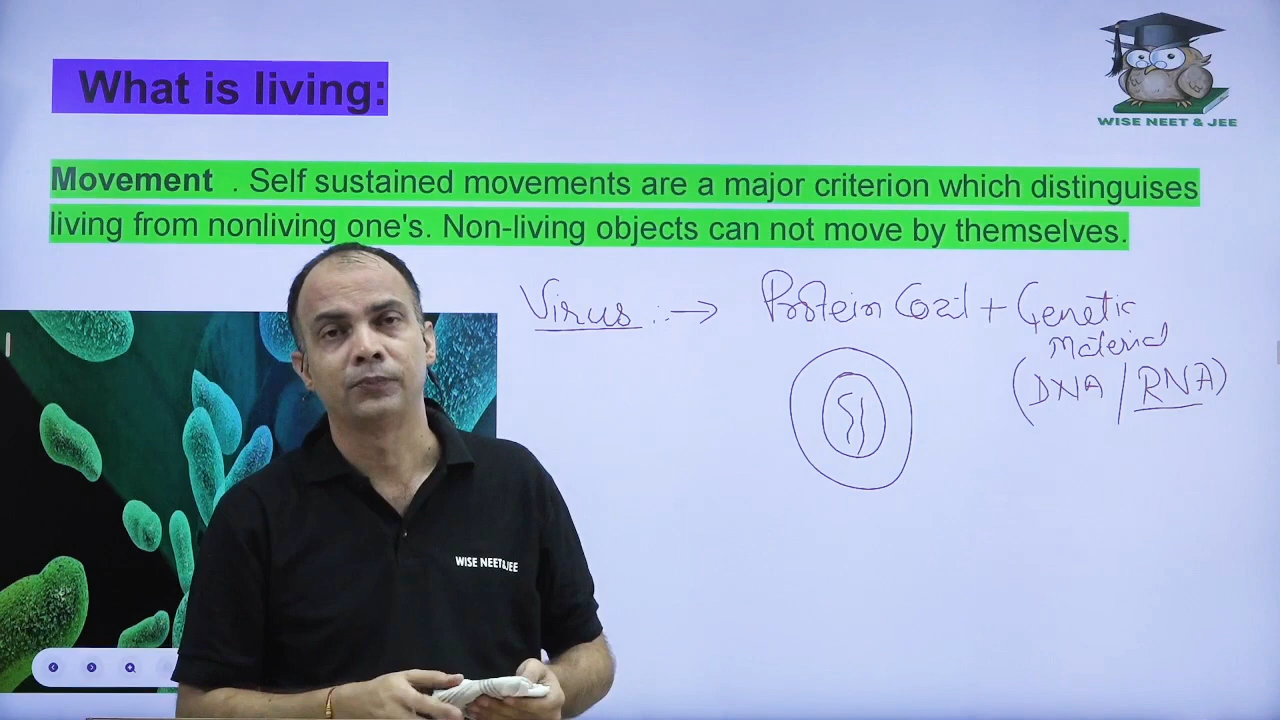 What is living:
WISE NEET & JEE
Movement . Self sustained movements are a major criterion which distinguises
living from nonliving one's. Non-living objects can not move by themselves.
Virus :→ Protein Coat + Genetic
Material
(DNA / RNA)
WISE NEET&JEE